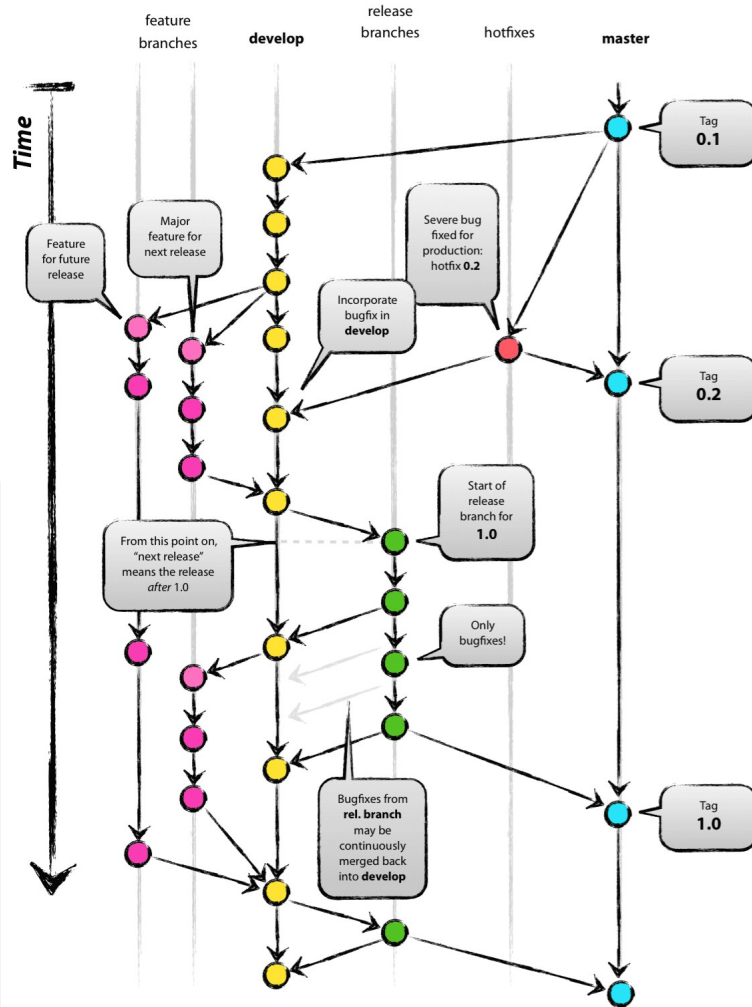 feature
branches
develop
release
branches
hotfixes
master
Time
Tag
0.1
Feature
for future
release
Major
feature for
next release
Severe bug
fixed for
production:
hotfix 0.2
Incorporate
bugfix in
develop
Tag
0.2
Start of
release
branch for
1.0
From this point on,
“next release”
means the release
after 1.0
Only
bugfixes!
Bugfixes from
rel. branch
may be
continuously
merged back
into develop
Tag
1.0